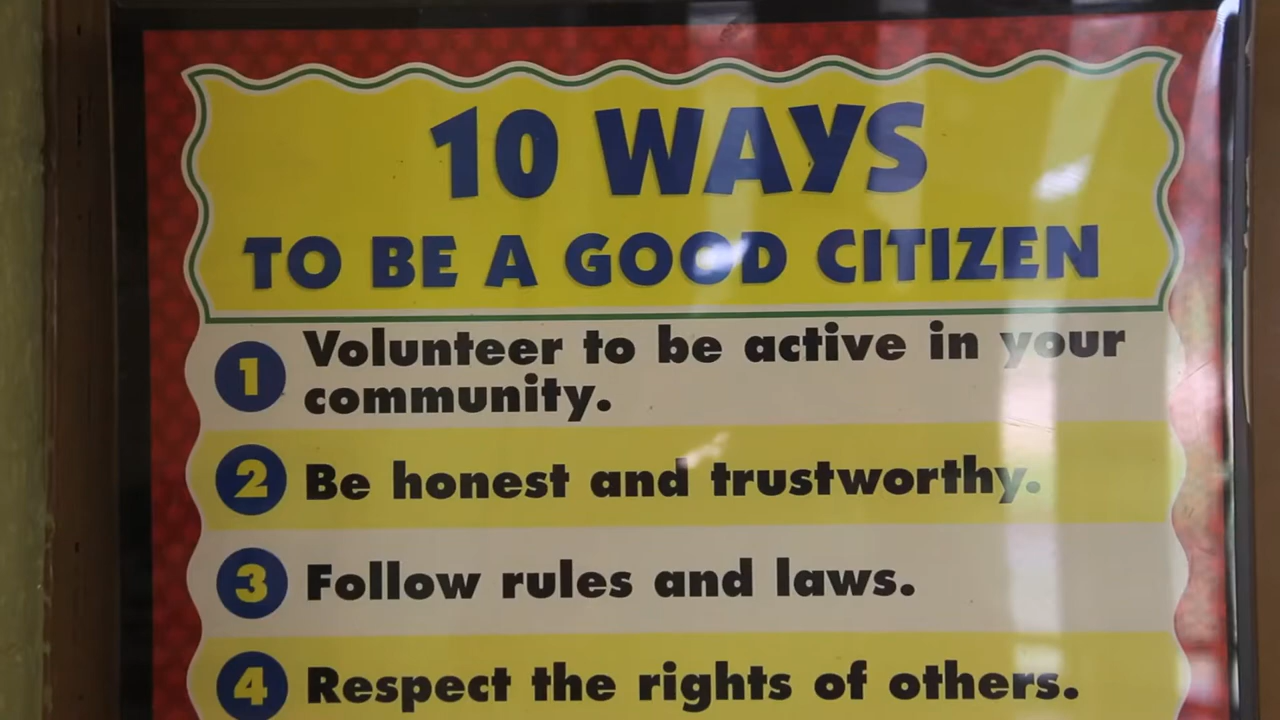 10 WAYS
TO BE A GOOD CITIZEN
1 Volunteer to be active in your
community.
2 Be honest and trustworthy.
3 Follow rules and laws.
4 Respect the rights of others.